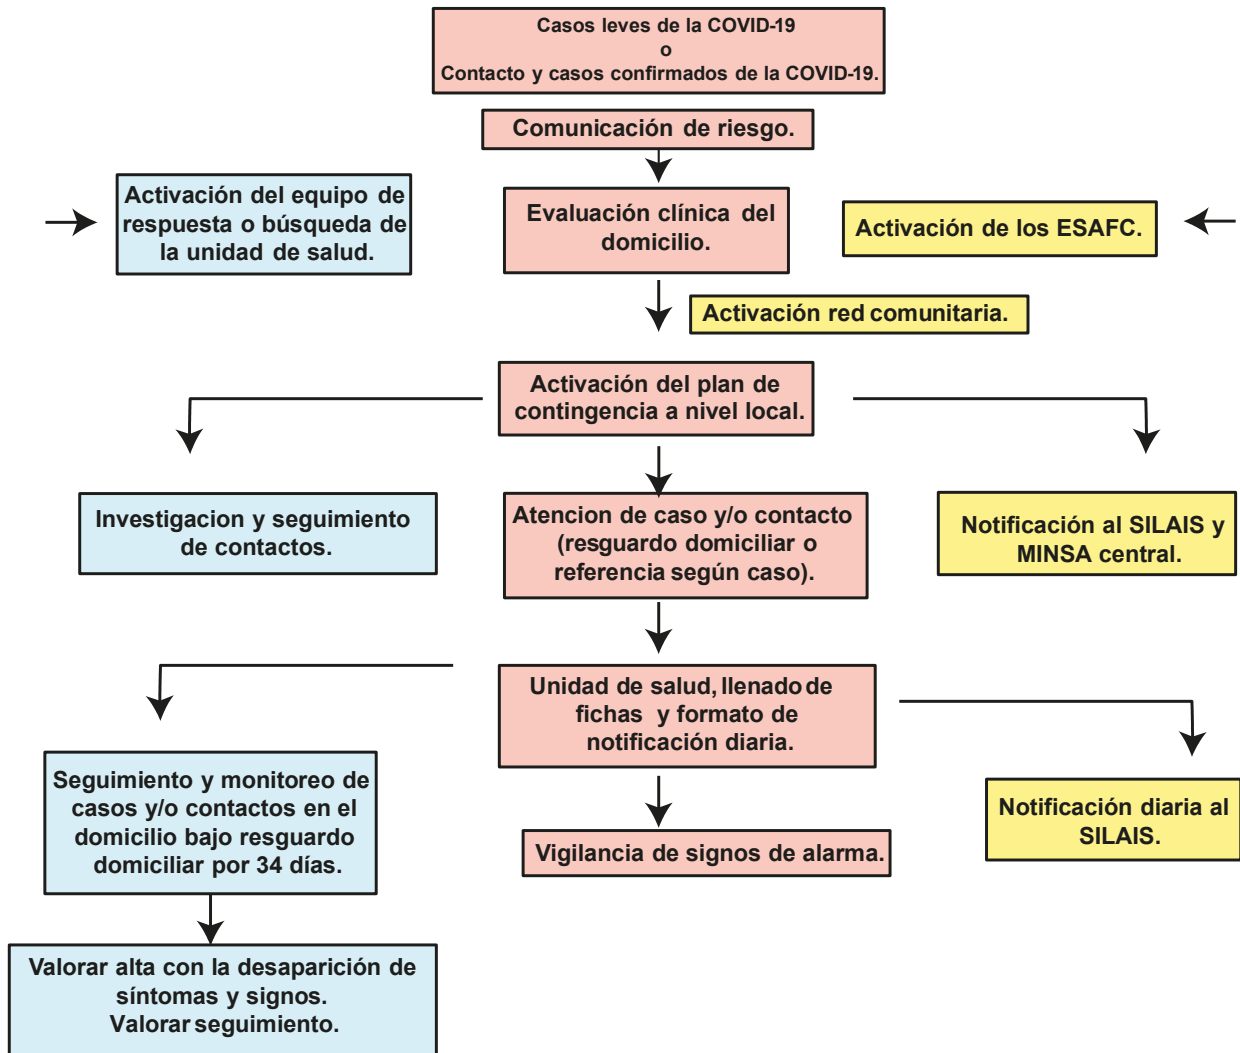 Casos leves de la COVID-19
o
Contacto y casos confirmados de la COVID-19.
Comunicación de riesgo.
Activación del equipo de
respuesta o búsqueda de
la unidad de salud.
Evaluación clínica del
domicilio.
Activación de los ESAFC.
Activación red comunitaria.
Activación del plan de
contingencia a nivel local.
Investigacion y seguimiento
de contactos.
Atencion de caso y/o contacto
(resguardo domiciliar o
referencia según caso).
Notificación al SILAIS y
MINSA central.
Unidad de salud, llenado de
fichas y formato de
notificación diaria.
Seguimiento y monitoreo de
casos y/o contactos en el
domicilio bajo resguardo
domiciliar por 34 días.
Vigilancia de signos de alarma.
Notificación diaria al
SILAIS.
Valorar alta con la desaparición de
síntomas y signos.
Valorar seguimiento.